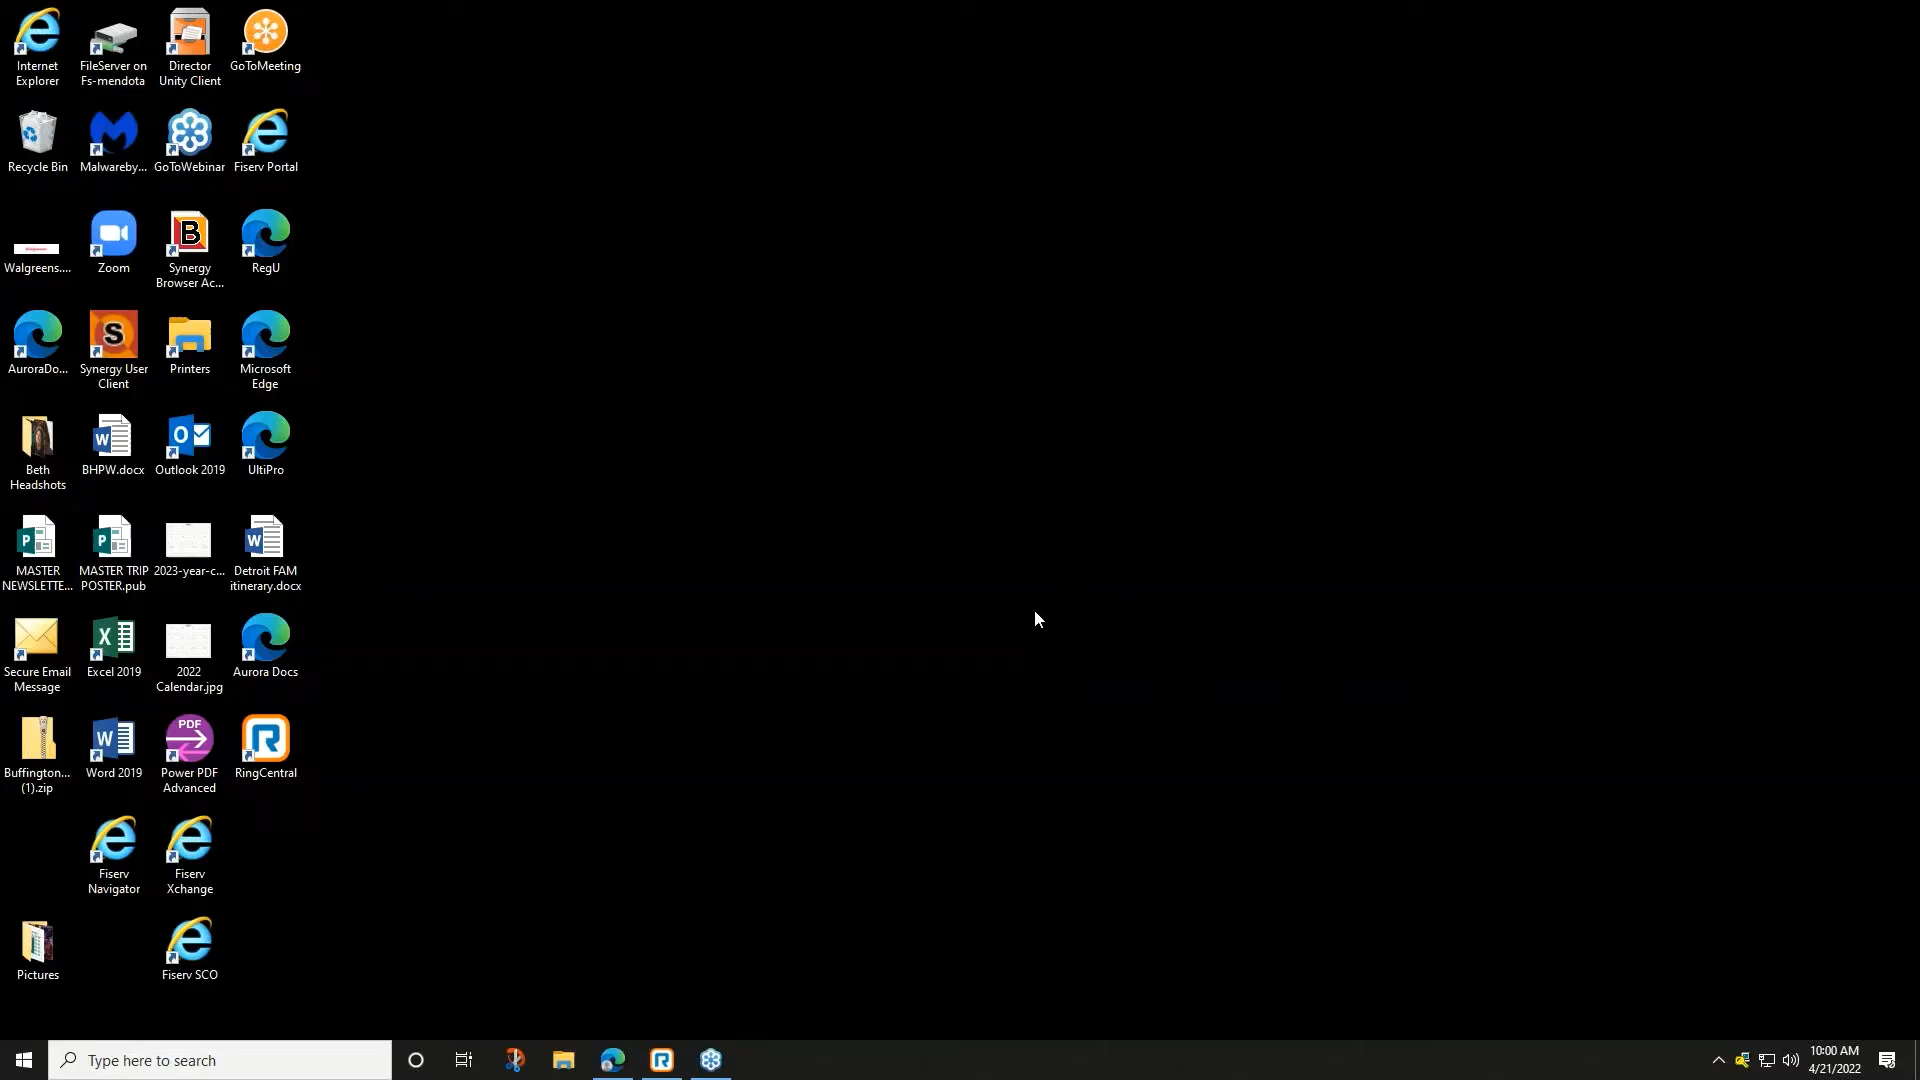 Internet
Explorer
FileServer on
Fs-mendota
Director
Unity Client
GoToMeeting
Recycle Bin
Malwareby...
GoToWebinar
Fiserv Portal
Walgreens....
Zoom
Synergy
Browser Ac...
RegU
AuroraDo...
Synergy User
Client
Printers
Microsoft
Edge
Beth
Headshots
BHPW.docx
Outlook 2019
UltiPro
MASTER
NEWSLETTE...
MASTER TRIP
POSTER.pub
2023-year-c...
Detroit FAM
itinerary.docx
Secure Email
Message
Excel 2019
2022
Calendar.jpg
Aurora Docs
Buffington...
(1).zip
Word 2019
PDF
Power PDF
Advanced
RingCentral
Fiserv
Navigator
Fiserv
Xchange
Pictures
Fiserv SCO
Type here to search
10:00 AM
4/21/2022